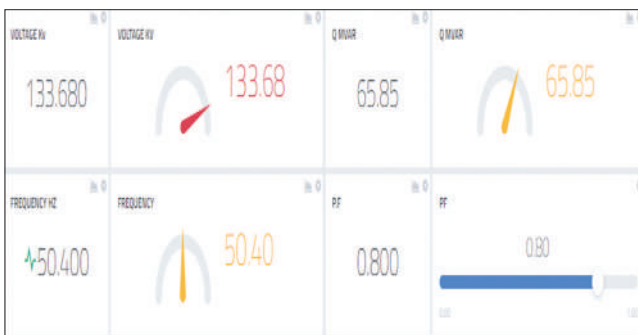 VOLTAGE Kv
133.680
VOLTAGE KV
133.68
Q MVAR
65.85
Q MVAR
65.85
FREQUENCY HZ
50.400
FREQUENCY
50.40
P.F
0.800
PF
0.80